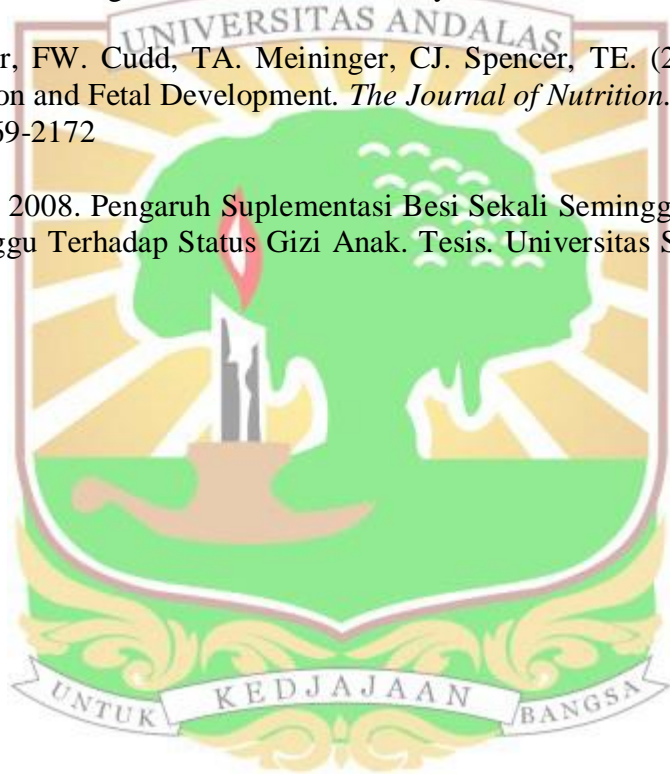 UNIVERSITAS ANDALAS
r, FW. Cudd, TA. Meininger, CJ. Spencer, TE. (2
on and Fetal Development. The Journal of Nutrition.
59-2172
2008. Pengaruh Suplementasi Besi Sekali Seming
ggu Terhadap Status Gizi Anak. Tesis. Universitas S
UNTUK KEDJAJAAN BANGSA